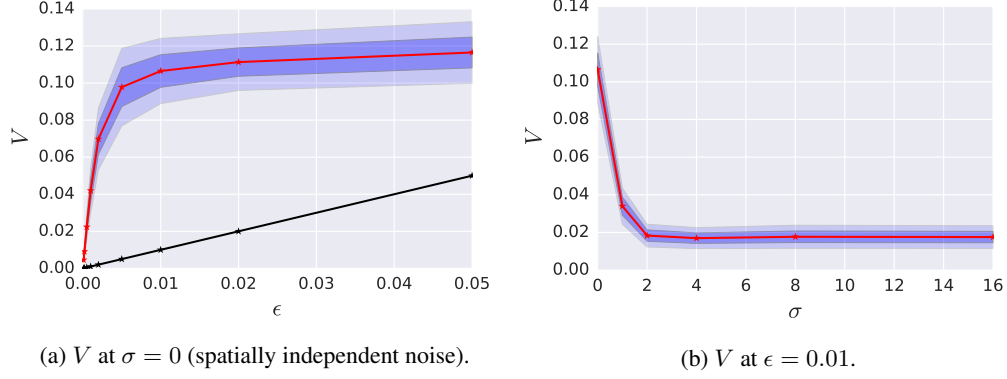 0.14
0.12
0.10
0.08
0.06
0.04
0.02
0.00
V
0.00 0.01 0.02 0.03 0.04 0.05
ϵ
(a) V at σ = 0 (spatially independent noise).
0.14
0.12
0.10
0.08
0.06
0.04
0.02
0.00
V
0 2 4 6 8 10 12 14 16
σ
(b) V at ϵ = 0.01.